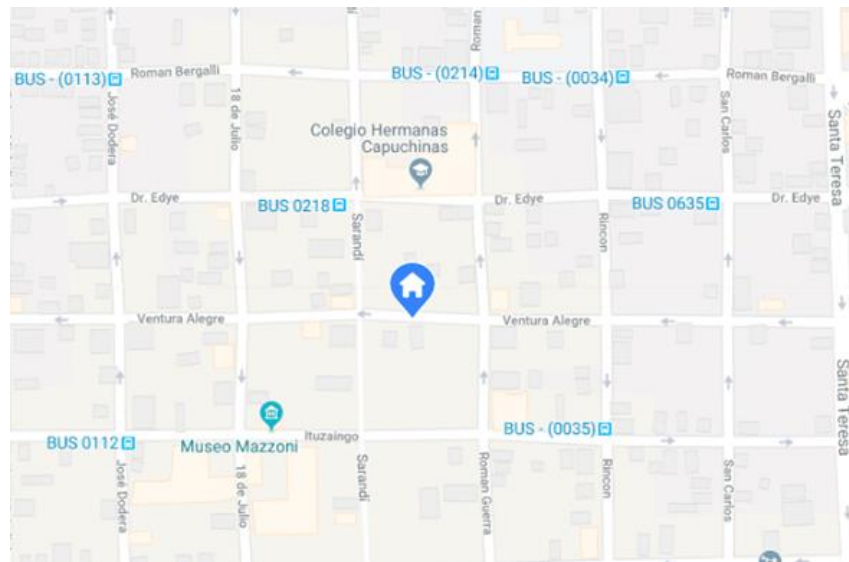 Roman
Roman Bergalli
BUS - (0113)
BUS - (0214)
BUS - (0034)
Roman Bergalli
José Dodera
18 de Julio
San Carlos
Santa Teresa
Colegio Hermanas
Capuchinas
Dr. Edye
BUS 0218
Dr. Edye
BUS 0635
Dr. Edye
Sarandí
Rincon
Ventura Alegre
Ventura Alegre
Santa Teresa
BUS 0112
Museo Mazzoni
Ituzaingo
BUS - (0035)
José Dodera
18 de Julio
Sarandí
Roman Guerra
Rincon
San Carlos